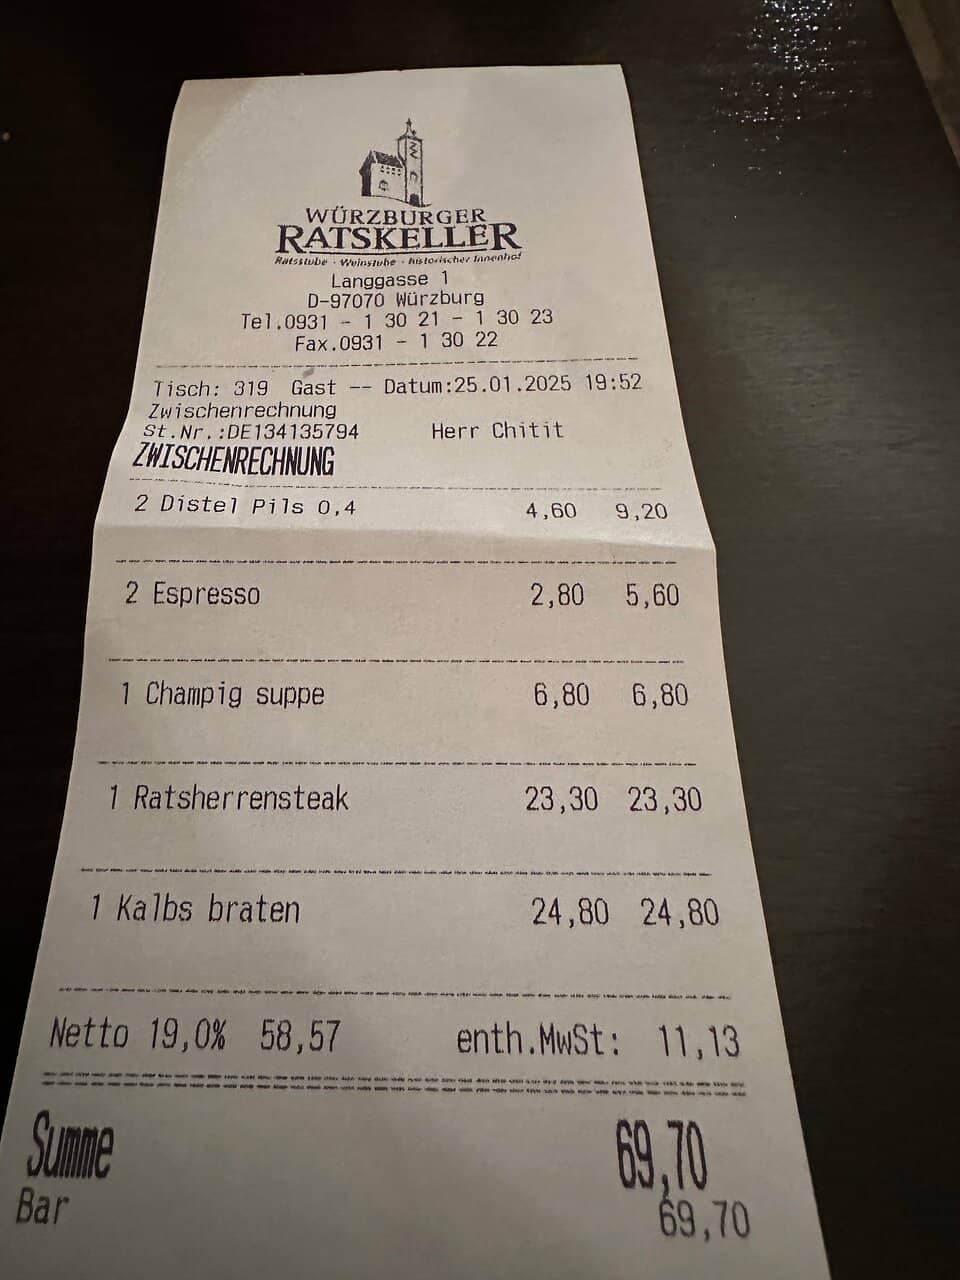 WÜRZBURGER
RATSKELLER
Ratsstube · Weinstube · historischer Innenhof
Langgasse 1
D-97070 Würzburg
Tel.0931 - 1 30 21 - 1 30 23
Fax.0931 - 1 30 22
Tisch: 319 Gast -- Datum:25.01.2025 19:52
Zwischenrechnung
St.Nr.:DE134135794 Herr Chitit
ZWISCHENRECHNUNG
2 Distel Pils 0,4 4,60 9,20
2 Espresso 2,80 5,60
1 Champig suppe 6,80 6,80
1 Ratsherrensteak 23,30 23,30
1 Kalbs braten 24,80 24,80
Netto 19,0% 58,57 enth.MwSt: 11,13
Summe 69,70
Bar 69,70